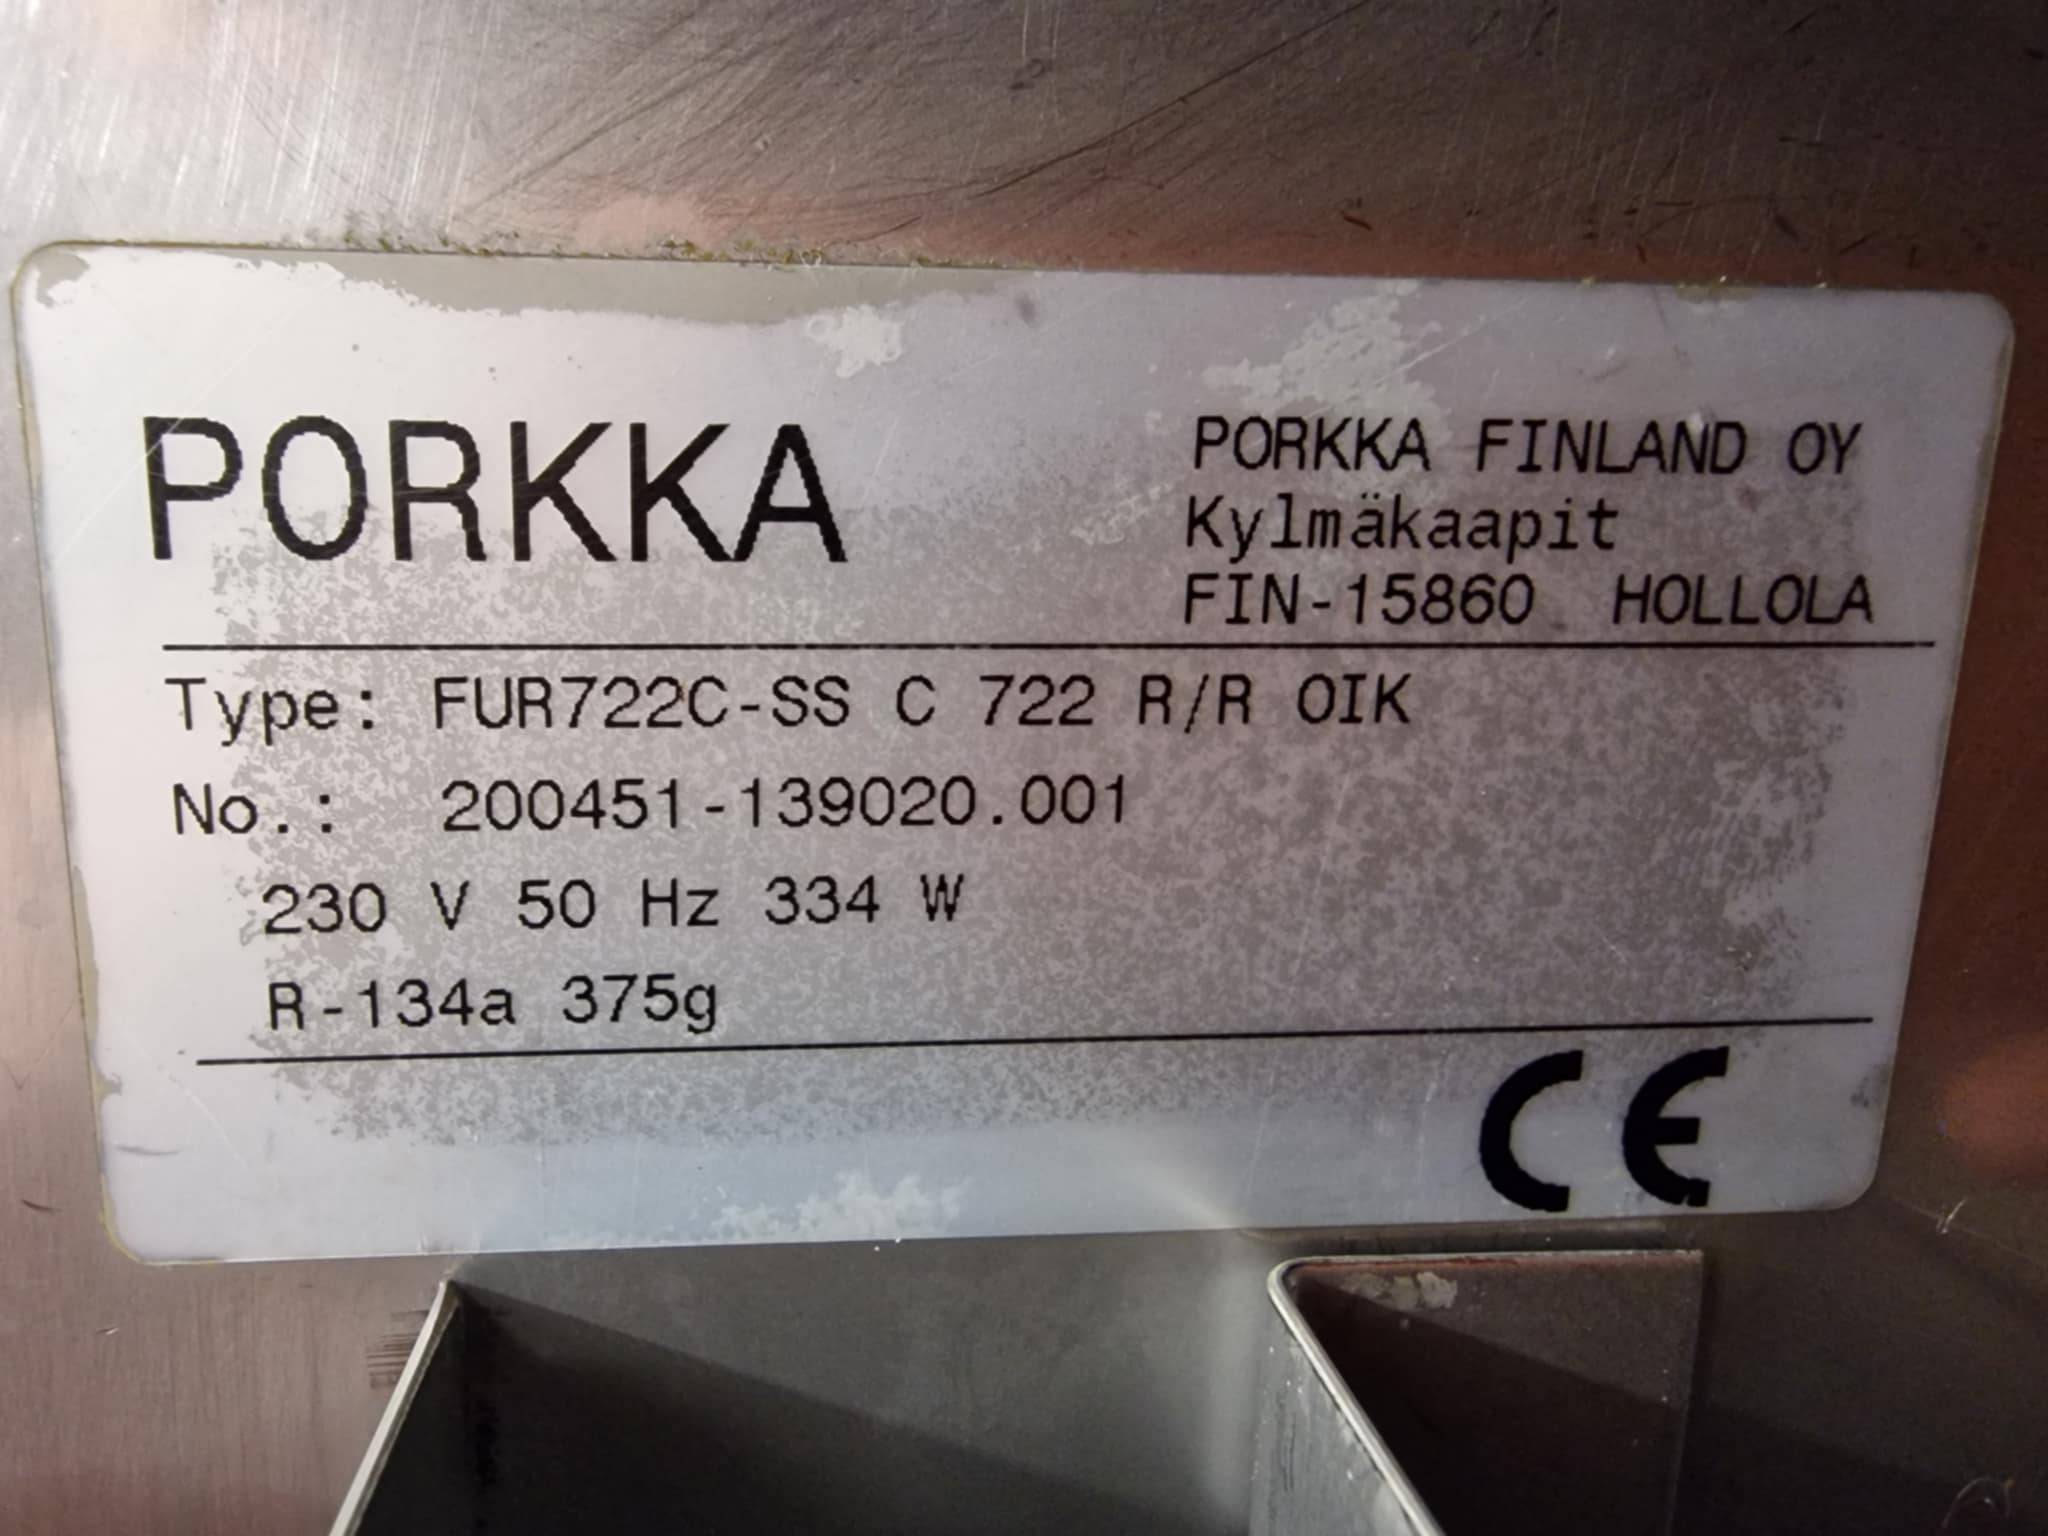 PORKKA
PORKKA FINLAND OY
Kylmäkaapit
FIN-15860 HOLLOLA
Type: FUR722C-SS C 722 R/R OIK
No.: 200451-139020.001
230 V 50 Hz 334 W
R-134a 375g
CE